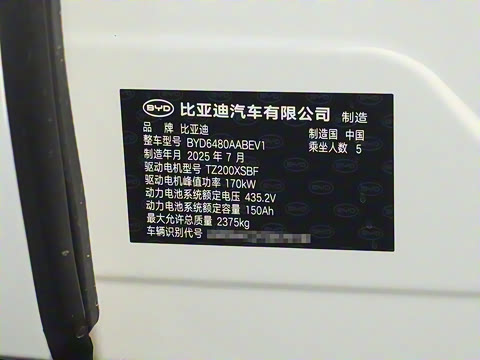 BYD 比亚迪汽车有限公司 制造
品 牌 比亚迪 制造国 中国
整车型号 BYD6480AABEV1 乘坐人数 5
制造年月 2025 年 7 月
驱动电机型号 TZ200XSBF
驱动电机峰值功率 170kW
动力电池系统额定电压 435.2V
动力电池系统额定容量 150Ah
最大允许总质量 2375kg
车辆识别代号